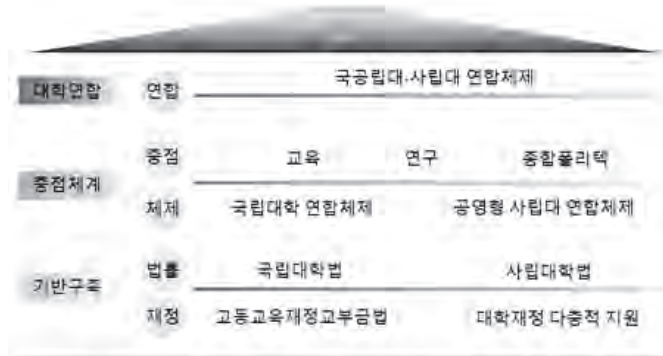 국공립대·사립대 연합체제
대학연합 연합
중점 교육 연구 종합폴리텍
중점체계
체제 국립대학 연합체제 공영형 사립대 연합체제
법률 국립대학법 사립대학법
기반구축
재정 고등교육재정교부금법 대학재정 다층적 지원